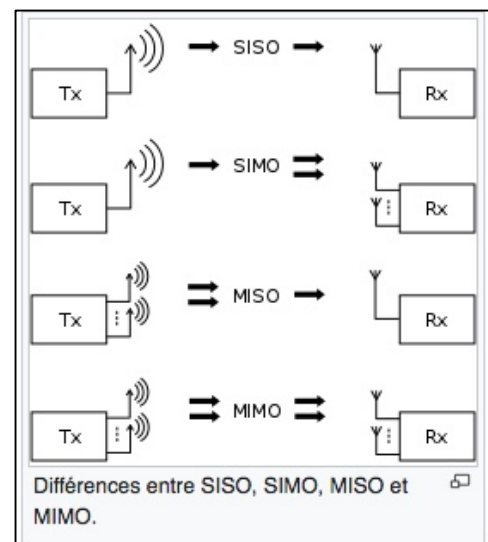 Tx SISO Rx
Tx SIMO Rx
Tx MISO Rx
Tx MIMO Rx
Différences entre SISO, SIMO, MISO et
MIMO.